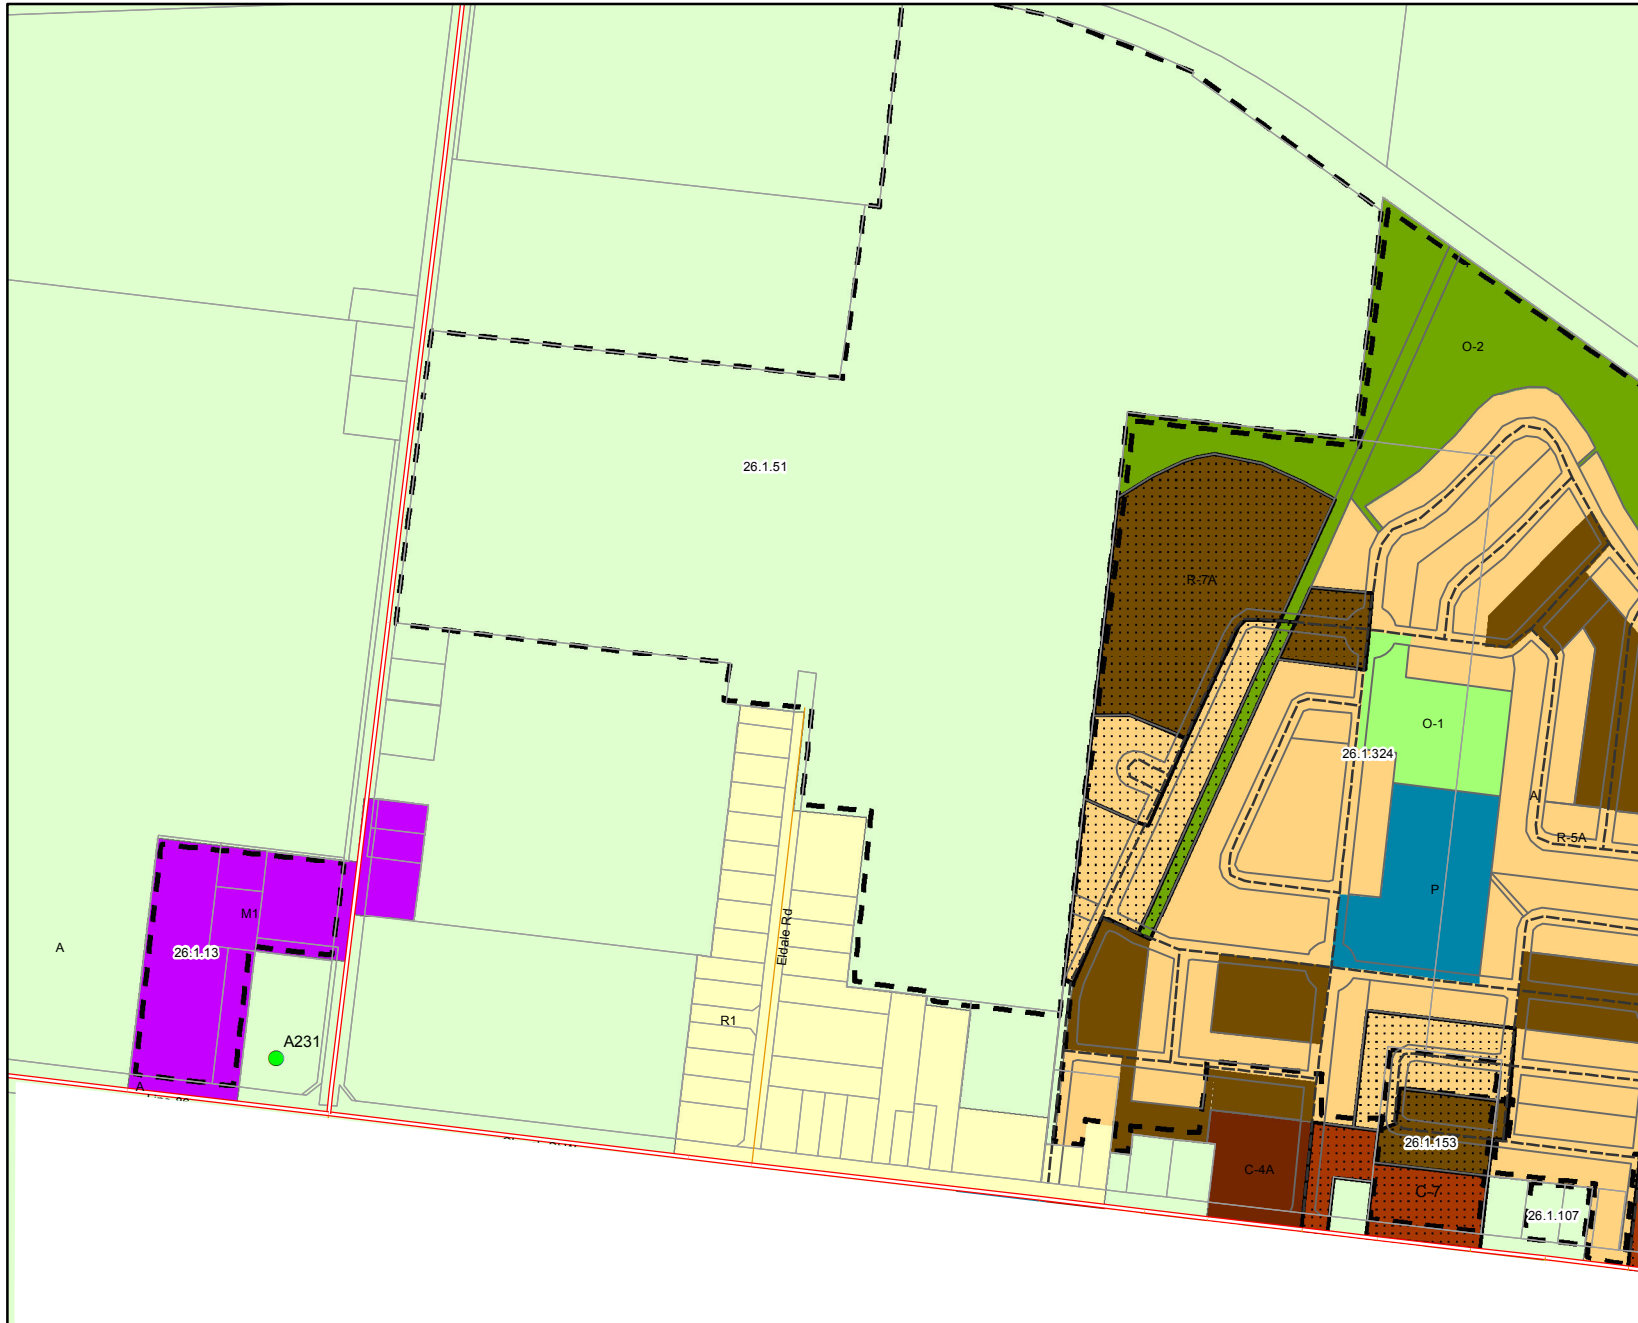 O-2
26.1.51
R-7A
O-1
26.1.324
A
R-5A
P
M1
A
26.1.13
Eldale Rd
R1
A231
A
26.1.153
C-4A
C-7
26.1.107